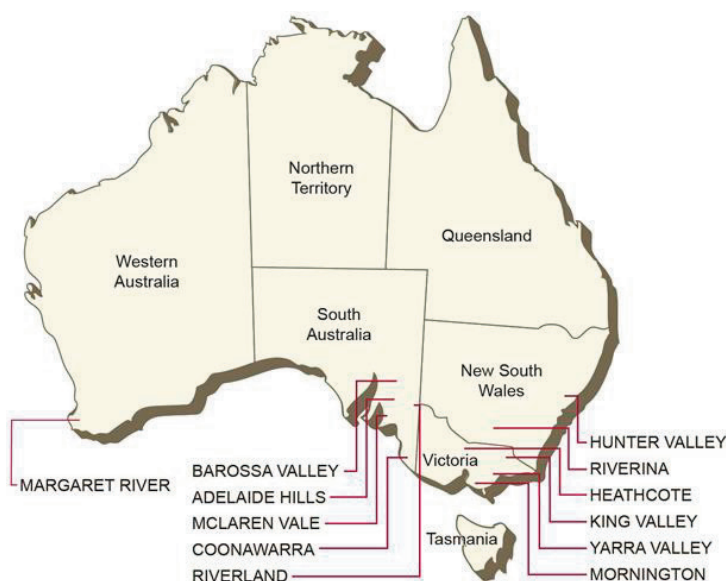 Northern
Territory
Queensland
Western
Australia
South
Australia
New South
Wales
HUNTER VALLEY
Victoria
BAROSSA VALLEY
RIVERINA
MARGARET RIVER
ADELAIDE HILLS
HEATHCOTE
MCLAREN VALE
KING VALLEY
Tasmania
COONAWARRA
YARRA VALLEY
RIVERLAND
MORNINGTON